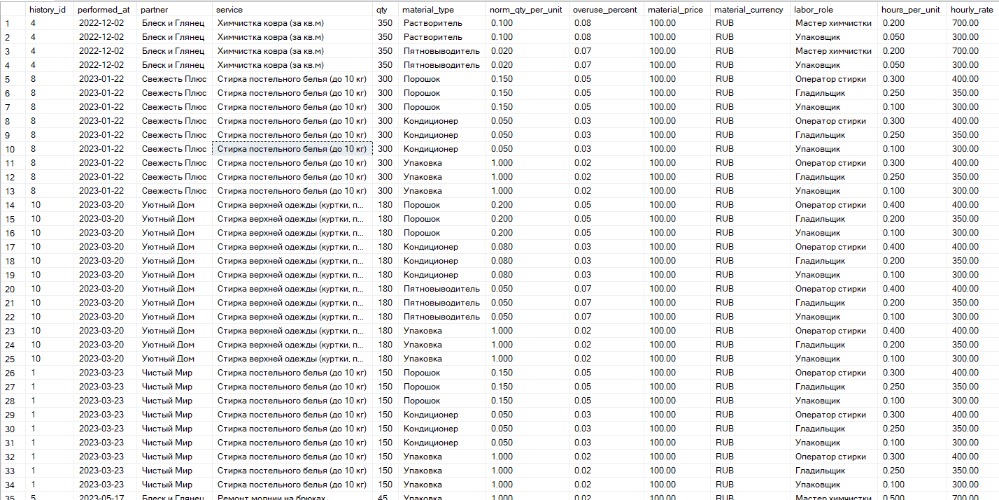 history_id performed_at partner service qty material_type norm_qty_per_unit overuse_percent material_price material_currency labor_role hours_per_unit hourly_rate
1 4 2022-12-02 Блеск и Глянец Химчистка ковра (за кв.м) 350 Растворитель 0.100 0.08 100.00 RUB Мастер химчистки 0.200 700.00
2 4 2022-12-02 Блеск и Глянец Химчистка ковра (за кв.м) 350 Растворитель 0.100 0.08 100.00 RUB Упаковщик 0.050 300.00
3 4 2022-12-02 Блеск и Глянец Химчистка ковра (за кв.м) 350 Пятновыводитель 0.020 0.07 100.00 RUB Мастер химчистки 0.200 700.00
4 4 2022-12-02 Блеск и Глянец Химчистка ковра (за кв.м) 350 Пятновыводитель 0.020 0.07 100.00 RUB Упаковщик 0.050 300.00
5 8 2023-01-22 Свежесть Плюс Стирка постельного белья (до 10 кг) 300 Порошок 0.150 0.05 100.00 RUB Оператор стирки 0.300 400.00
6 8 2023-01-22 Свежесть Плюс Стирка постельного белья (до 10 кг) 300 Порошок 0.150 0.05 100.00 RUB Гладильщик 0.250 350.00
7 8 2023-01-22 Свежесть Плюс Стирка постельного белья (до 10 кг) 300 Порошок 0.150 0.05 100.00 RUB Упаковщик 0.100 300.00
8 8 2023-01-22 Свежесть Плюс Стирка постельного белья (до 10 кг) 300 Кондиционер 0.050 0.03 100.00 RUB Оператор стирки 0.300 400.00
9 8 2023-01-22 Свежесть Плюс Стирка постельного белья (до 10 кг) 300 Кондиционер 0.050 0.03 100.00 RUB Гладильщик 0.250 350.00
10 8 2023-01-22 Свежесть Плюс Стирка постельного белья (до 10 кг) 300 Кондиционер 0.050 0.03 100.00 RUB Упаковщик 0.100 300.00
11 8 2023-01-22 Свежесть Плюс Стирка постельного белья (до 10 кг) 300 Упаковка 1.000 0.02 100.00 RUB Оператор стирки 0.300 400.00
12 8 2023-01-22 Свежесть Плюс Стирка постельного белья (до 10 кг) 300 Упаковка 1.000 0.02 100.00 RUB Гладильщик 0.250 350.00
13 8 2023-01-22 Свежесть Плюс Стирка постельного белья (до 10 кг) 300 Упаковка 1.000 0.02 100.00 RUB Упаковщик 0.100 300.00
14 10 2023-03-20 Уютный Дом Стирка верхней одежды (куртки, п... 180 Порошок 0.200 0.05 100.00 RUB Оператор стирки 0.400 400.00
15 10 2023-03-20 Уютный Дом Стирка верхней одежды (куртки, п... 180 Порошок 0.200 0.05 100.00 RUB Гладильщик 0.200 350.00
16 10 2023-03-20 Уютный Дом Стирка верхней одежды (куртки, п... 180 Порошок 0.200 0.05 100.00 RUB Упаковщик 0.100 300.00
17 10 2023-03-20 Уютный Дом Стирка верхней одежды (куртки, п... 180 Кондиционер 0.080 0.03 100.00 RUB Оператор стирки 0.400 400.00
18 10 2023-03-20 Уютный Дом Стирка верхней одежды (куртки, п... 180 Кондиционер 0.080 0.03 100.00 RUB Гладильщик 0.200 350.00
19 10 2023-03-20 Уютный Дом Стирка верхней одежды (куртки, п... 180 Кондиционер 0.080 0.03 100.00 RUB Упаковщик 0.100 300.00
20 10 2023-03-20 Уютный Дом Стирка верхней одежды (куртки, п... 180 Пятновыводитель 0.050 0.07 100.00 RUB Оператор стирки 0.400 400.00
21 10 2023-03-20 Уютный Дом Стирка верхней одежды (куртки, п... 180 Пятновыводитель 0.050 0.07 100.00 RUB Гладильщик 0.200 350.00
22 10 2023-03-20 Уютный Дом Стирка верхней одежды (куртки, п... 180 Пятновыводитель 0.050 0.07 100.00 RUB Упаковщик 0.100 300.00
23 10 2023-03-20 Уютный Дом Стирка верхней одежды (куртки, п... 180 Упаковка 1.000 0.02 100.00 RUB Оператор стирки 0.400 400.00
24 10 2023-03-20 Уютный Дом Стирка верхней одежды (куртки, п... 180 Упаковка 1.000 0.02 100.00 RUB Гладильщик 0.200 350.00
25 10 2023-03-20 Уютный Дом Стирка верхней одежды (куртки, п... 180 Упаковка 1.000 0.02 100.00 RUB Упаковщик 0.100 300.00
26 1 2023-03-23 Чистый Мир Стирка постельного белья (до 10 кг) 150 Порошок 0.150 0.05 100.00 RUB Оператор стирки 0.300 400.00
27 1 2023-03-23 Чистый Мир Стирка постельного белья (до 10 кг) 150 Порошок 0.150 0.05 100.00 RUB Гладильщик 0.250 350.00
28 1 2023-03-23 Чистый Мир Стирка постельного белья (до 10 кг) 150 Порошок 0.150 0.05 100.00 RUB Упаковщик 0.100 300.00
29 1 2023-03-23 Чистый Мир Стирка постельного белья (до 10 кг) 150 Кондиционер 0.050 0.03 100.00 RUB Оператор стирки 0.300 400.00
30 1 2023-03-23 Чистый Мир Стирка постельного белья (до 10 кг) 150 Кондиционер 0.050 0.03 100.00 RUB Гладильщик 0.250 350.00
31 1 2023-03-23 Чистый Мир Стирка постельного белья (до 10 кг) 150 Кондиционер 0.050 0.03 100.00 RUB Упаковщик 0.100 300.00
32 1 2023-03-23 Чистый Мир Стирка постельного белья (до 10 кг) 150 Упаковка 1.000 0.02 100.00 RUB Оператор стирки 0.300 400.00
33 1 2023-03-23 Чистый Мир Стирка постельного белья (до 10 кг) 150 Упаковка 1.000 0.02 100.00 RUB Гладильщик 0.250 350.00
34 1 2023-03-23 Чистый Мир Стирка постельного белья (до 10 кг) 150 Упаковка 1.000 0.02 100.00 RUB Упаковщик 0.100 300.00
35 5 2023-05-17 Блеск и Глянец Ремонт молнии на брюках 45 Упаковка 1.000 0.02 100.00 RUB Мастер химчистки 0.500 700.00